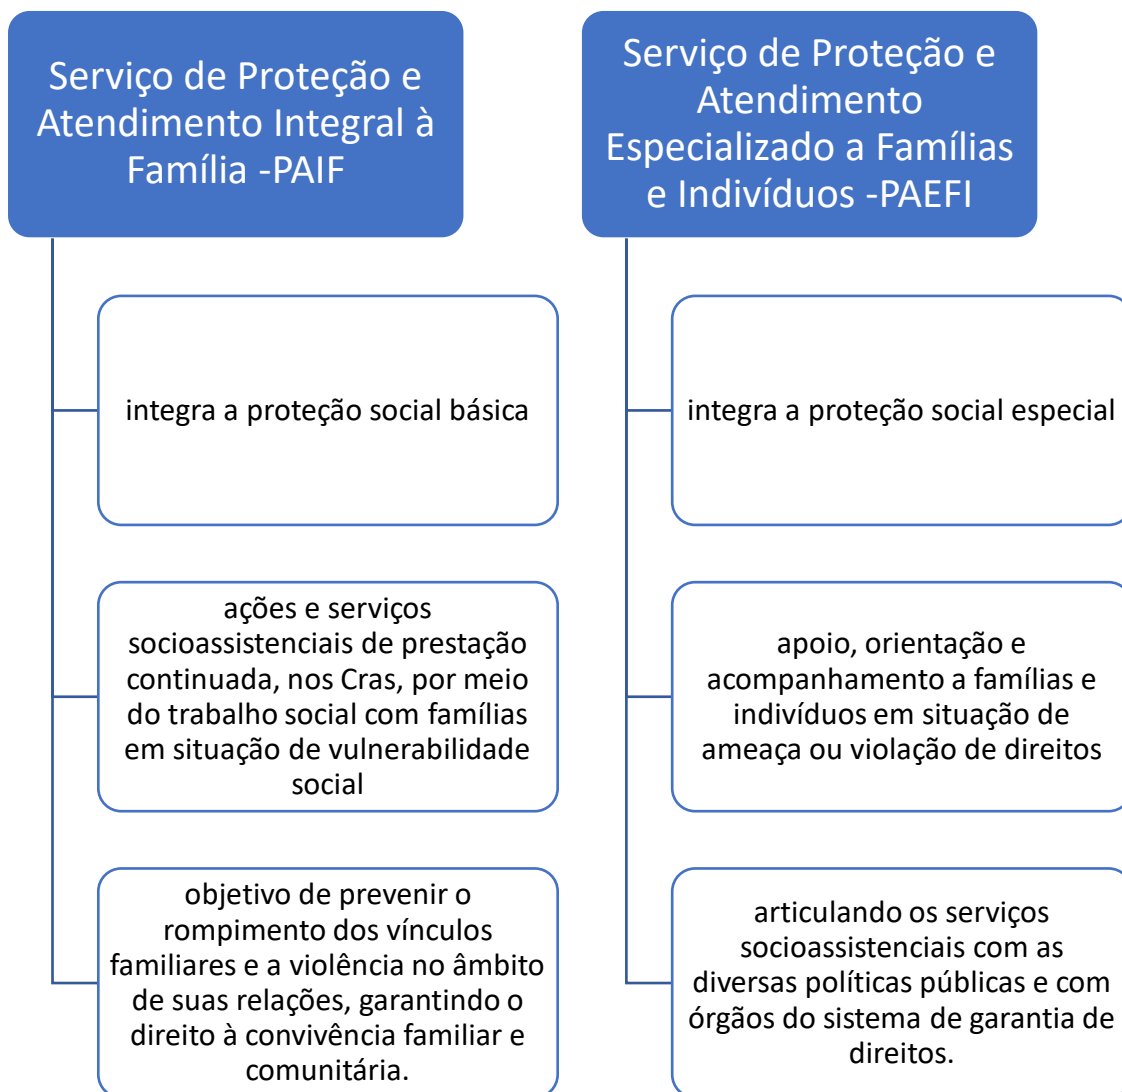 Serviço de Proteção e
Atendimento Integral à
Família -PAIF
integra a proteção social básica
ações e serviços
socioassistenciais de prestação
continuada, nos Cras, por meio
do trabalho social com famílias
em situação de vulnerabilidade
social
objetivo de prevenir o
rompimento dos vínculos
familiares e a violência no âmbito
de suas relações, garantindo o
direito à convivência familiar e
comunitária.
Serviço de Proteção e
Atendimento
Especializado a Famílias
e Indivíduos -PAEFI
integra a proteção social especial
apoio, orientação e
acompanhamento a famílias e
indivíduos em situação de
ameaça ou violação de direitos
articulando os serviços
socioassistenciais com as
diversas políticas públicas e com
órgãos do sistema de garantia de
direitos.